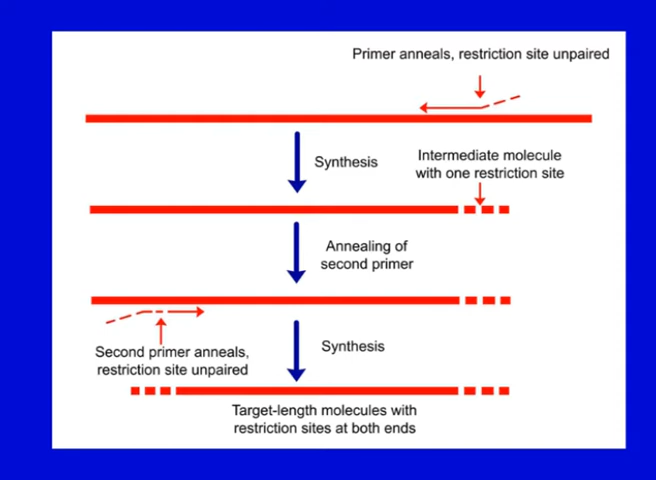 Primer anneals, restriction site unpaired
Synthesis
Intermediate molecule
with one restriction site
Annealing of
second primer
Second primer anneals,
restriction site unpaired
Synthesis
Target-length molecules with
restriction sites at both ends